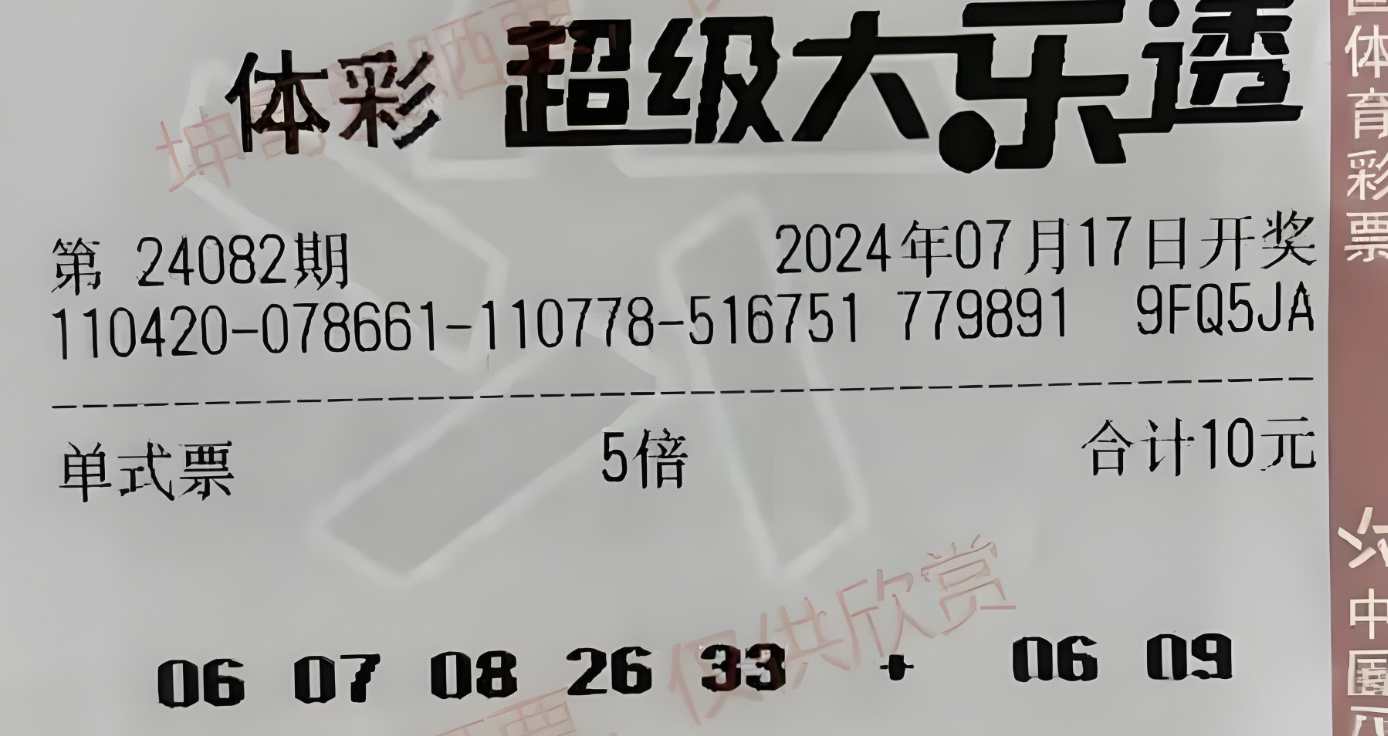 体彩 超级大乐透
第 24082期 2024年07月17日开奖
110420-078661-110778-516751 779891 9FQ5JA
单式票 5倍 合计10元
仅供欣赏
06 07 08 26 33 + 06 09
体育彩票
中国